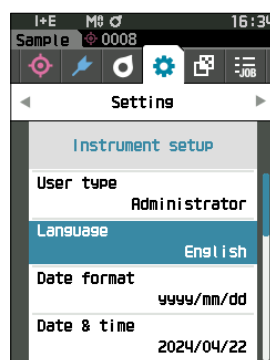 I+E M0 16:34
Sample 0008
JOB
Setting
Instrument setup
User type
Administrator
Language
English
Date format
yyyy/mm/dd
Date & time
2024/04/22